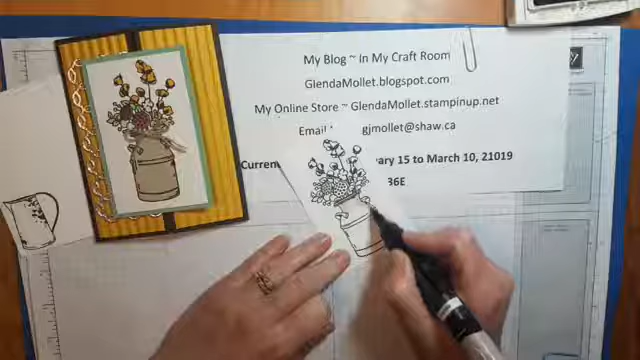 My Blog ~ In My Craft Room
GlendaMollet.blogspot.com
My Online Store ~ GlendaMollet.stampinup.net
Email gjmollet@shaw.ca
Curren ary 15 to March 10, 21019
36E